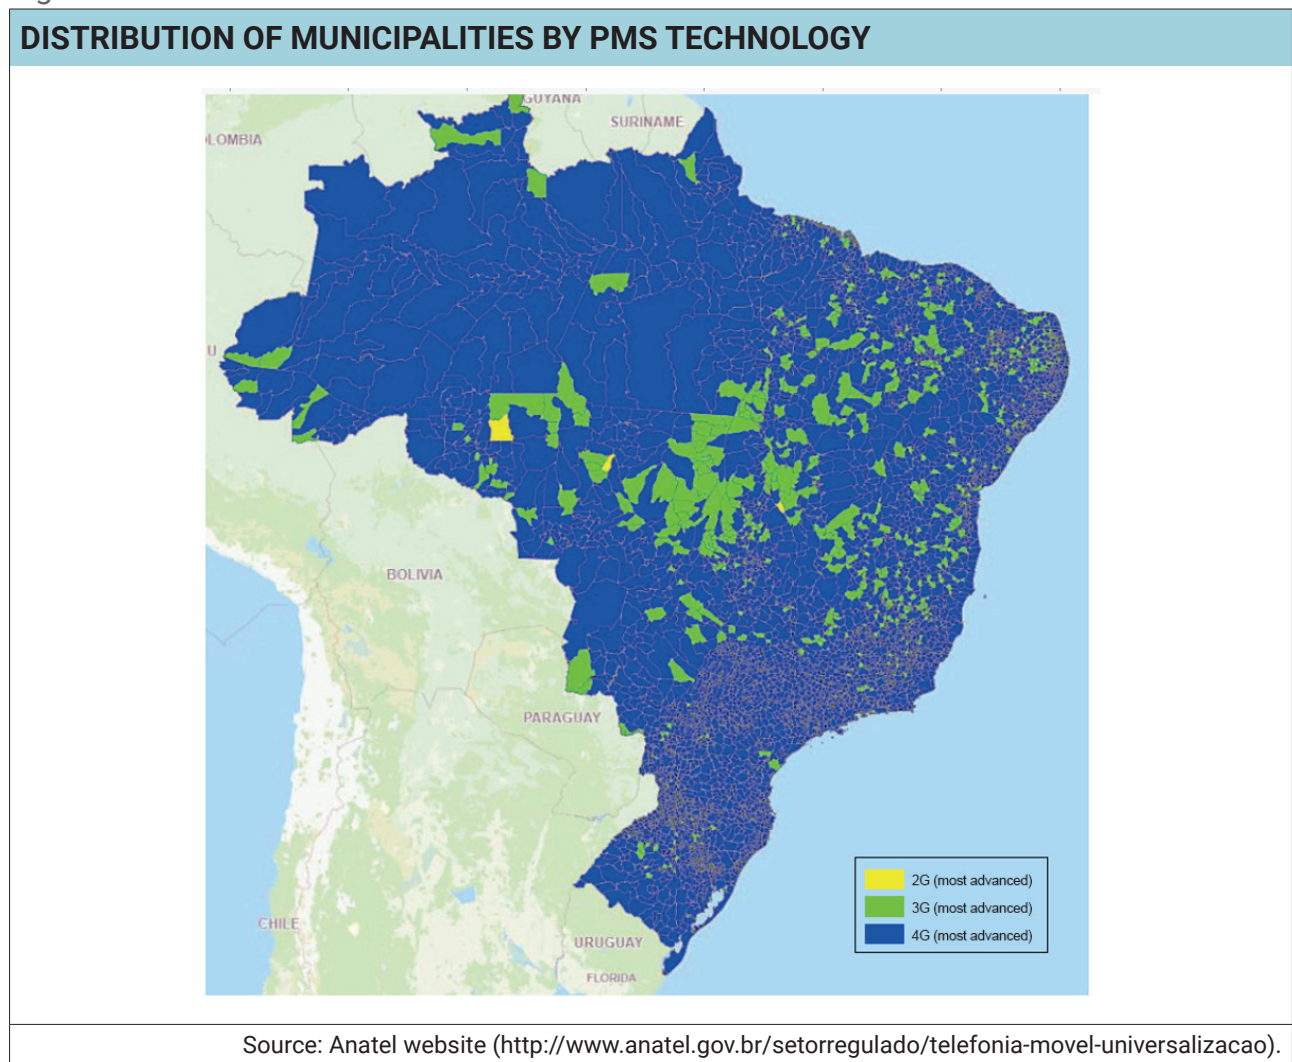 DISTRIBUTION OF MUNICIPALITIES BY PMS TECHNOLOGY
GUYANA
SURINAME
LOMBIA
U
BOLIVIA
PARAGUAY
CHILE
URUGUAY
FLORIDA
2G (most advanced)
3G (most advanced)
4G (most advanced)
Source: Anatel website (http://www.anatel.gov.br/setorregulado/telefonia-movel-universalizacao).